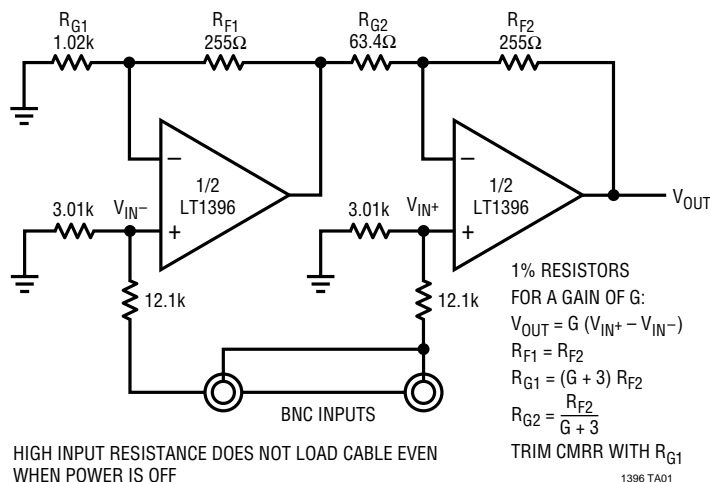 RG1
1.02k
RF1
255Ω
RG2
63.4Ω
RF2
255Ω
–
1/2
LT1396
+
–
1/2
LT1396
+
VOUT
3.01k
VIN–
3.01k
VIN+
12.1k
12.1k
BNC INPUTS
1% RESISTORS
FOR A GAIN OF G:
VOUT = G (VIN+ – VIN–)
RF1 = RF2
RG1 = (G + 3) RF2
RG2 = RF2
G + 3
TRIM CMRR WITH RG1
HIGH INPUT RESISTANCE DOES NOT LOAD CABLE EVEN
WHEN POWER IS OFF
1396 TA01